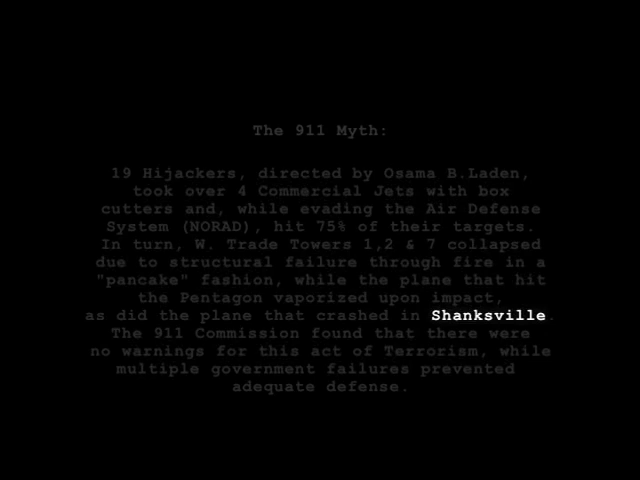 The 911 Myth:
19 Hijackers, directed by Osama B.Laden,
took over 4 Commercial Jets with box
cutters and, while evading the Air Defense
System (NORAD), hit 75% of their targets.
In turn, W. Trade Towers 1,2 & 7 collapsed
due to structural failure through fire in a
"pancake" fashion, while the plane that hit
the Pentagon vaporized upon impact,
as did the plane that crashed in Shanksville.
The 911 Commission found that there were
no warnings for this act of Terrorism, while
multiple government failures prevented
adequate defense.